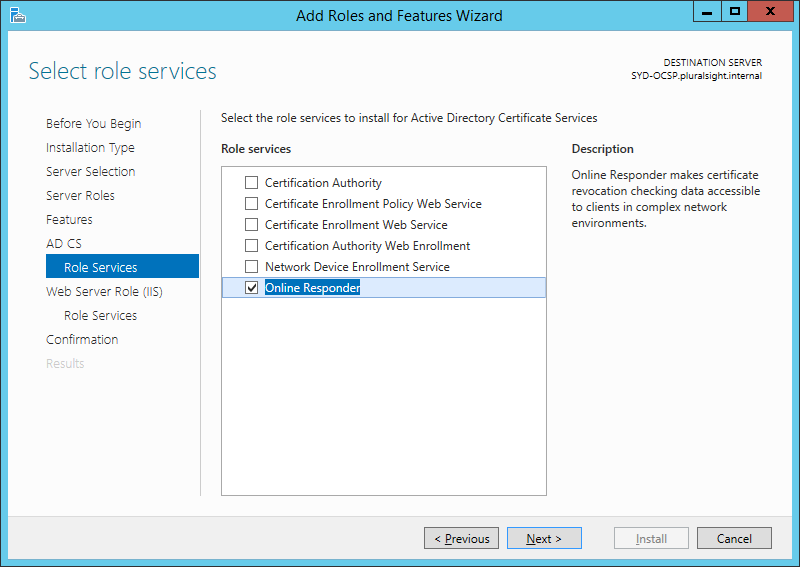 Add Roles and Features Wizard
Select role services
DESTINATION SERVER
SYD-OCSP.pluralsight.internal
Before You Begin
Installation Type
Server Selection
Server Roles
Features
AD CS
Role Services
Web Server Role (IIS)
Role Services
Confirmation
Results
Select the role services to install for Active Directory Certificate Services
Role services
Certification Authority
Certificate Enrollment Policy Web Service
Certificate Enrollment Web Service
Certification Authority Web Enrollment
Network Device Enrollment Service
Online Responder
Description
Online Responder makes certificate
revocation checking data accessible
to clients in complex network
environments.
< Previous
Next >
Install
Cancel